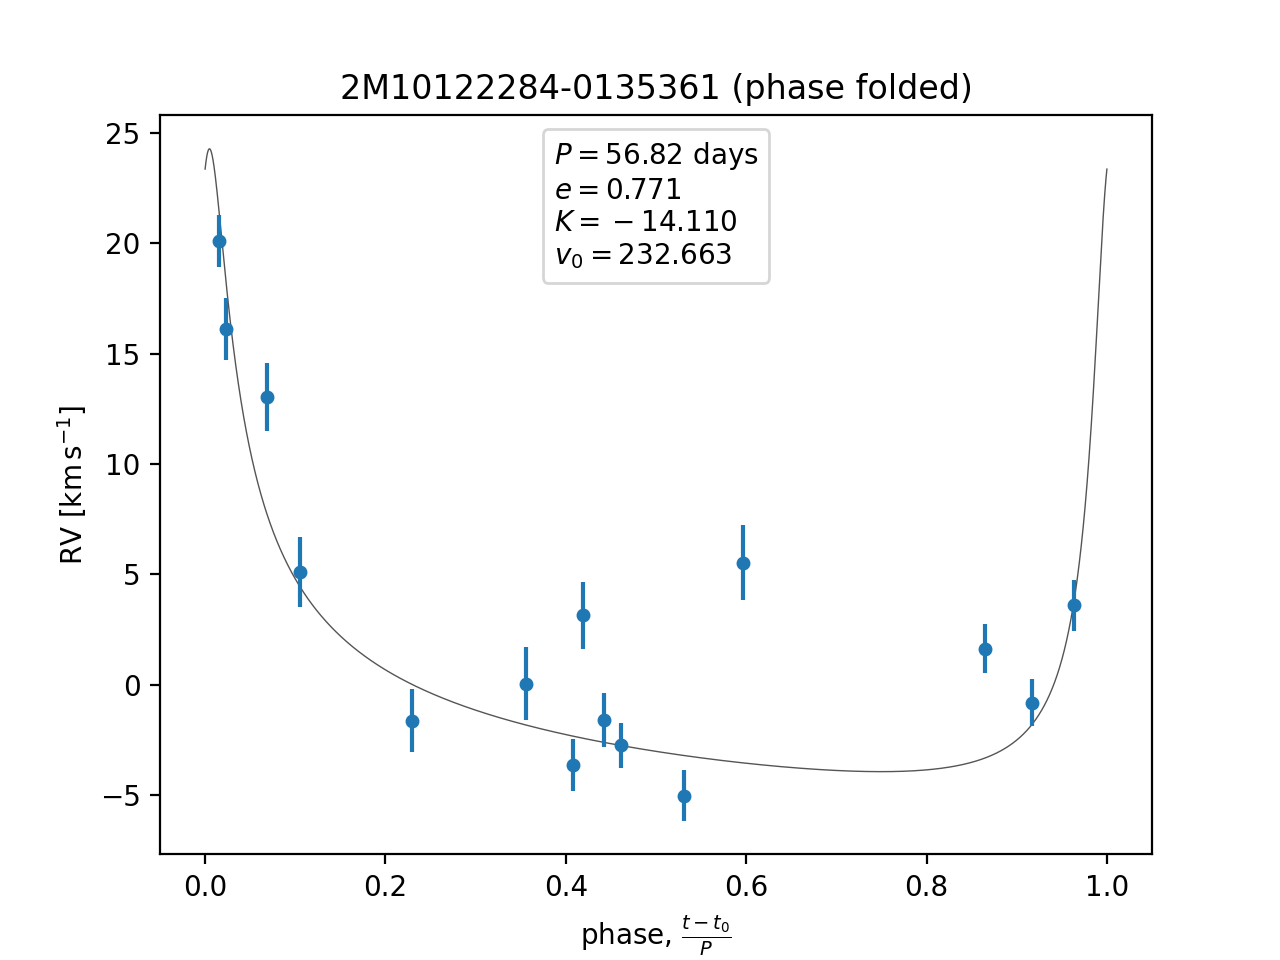 2M10122284-0135361 (phase folded)
P = 56.82 days
e = 0.771
K = −14.110
v₀ = 232.663
RV [km s⁻¹]
25
20
15
10
5
0
−5
0.0 0.2 0.4 0.6 0.8 1.0
phase, (t − t₀)/P